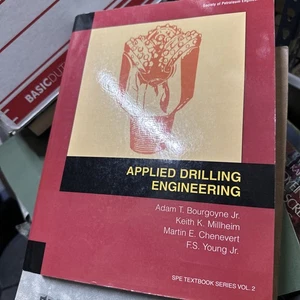 Society of Petroleum
BASIC
APPLIED DRILLING
ENGINEERING
Adam T. Bourgoyne Jr.
Keith K. Millheim
Martin E. Chenevert
F.S. Young Jr.
SPE TEXTBOOK SERIES VOL. 2